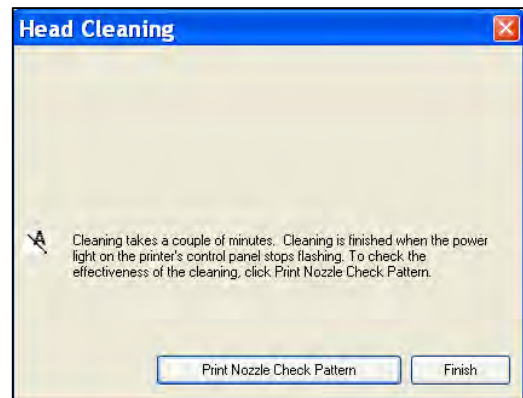 Head Cleaning
Cleaning takes a couple of minutes. Cleaning is finished when the power
light on the printer's control panel stops flashing. To check the
effectiveness of the cleaning, click Print Nozzle Check Pattern.
Print Nozzle Check Pattern Finish